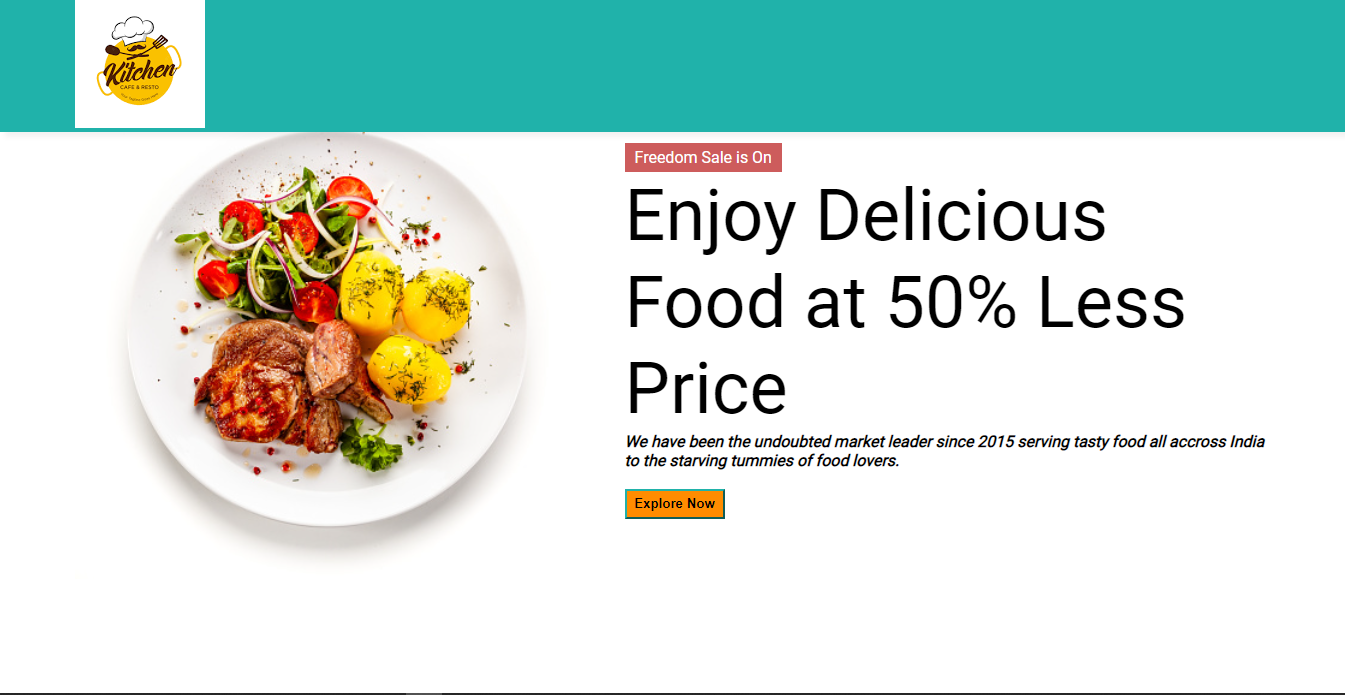 Kitchen
CAFE & RESTO
Freedom Sale is On
Enjoy Delicious
Food at 50% Less
Price
We have been the undoubted market leader since 2015 serving tasty food all accross India
to the starving tummies of food lovers.
Explore Now